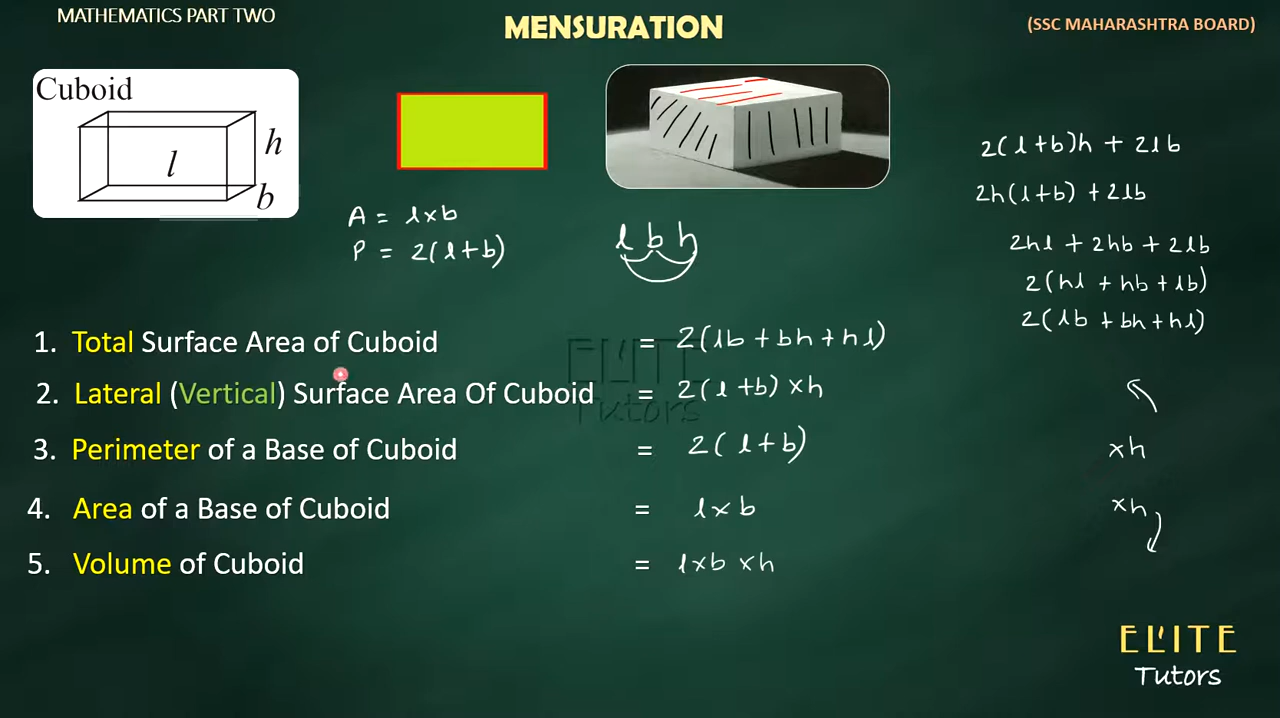 MATHEMATICS PART TWO
MENSURATION
(SSC MAHARASHTRA BOARD)
Cuboid
h
l
b
A = l×b
P = 2(l+b)
l b h
2(l+b)h + 2lb
2h(l+b) + 2lb
2hl + 2hb + 2lb
2(hl + hb + lb)
2(lb + bh + hl)
1. Total Surface Area of Cuboid = 2(lb + bh + hl)
2. Lateral (Vertical) Surface Area Of Cuboid = 2(l+b) ×h
3. Perimeter of a Base of Cuboid = 2(l+b) ×h
4. Area of a Base of Cuboid = l×b ×h
5. Volume of Cuboid = l×b×h
ELITE
Tutors
ELITE
Tutors